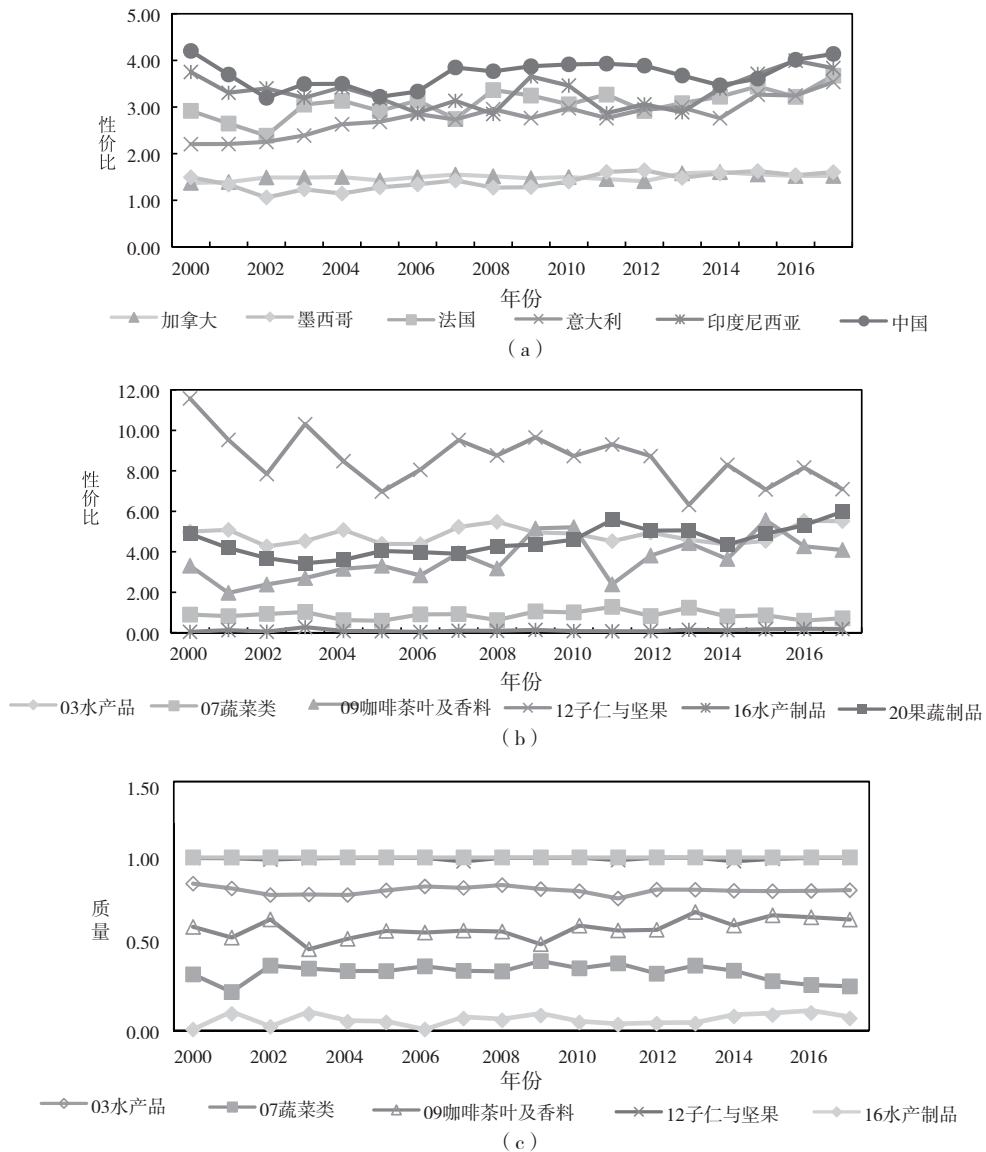 5.00
4.00
3.00
2.00
1.00
0.00
性价比
2000 2002 2004 2006 2008 2010 2012 2014 2016
年份
加拿大 墨西哥 法国 意大利 印度尼西亚 中国
(a)
12.00
10.00
8.00
6.00
4.00
2.00
0.00
性价比
2000 2002 2004 2006 2008 2010 2012 2014 2016
年份
03水产品 07蔬菜类 09咖啡茶叶及香料 12子仁与坚果 16水产制品 20果蔬制品
(b)
1.50
1.00
0.50
0.00
质量
2000 2002 2004 2006 2008 2010 2012 2014 2016
年份
03水产品 07蔬菜类 09咖啡茶叶及香料 12子仁与坚果 16水产制品
(c)